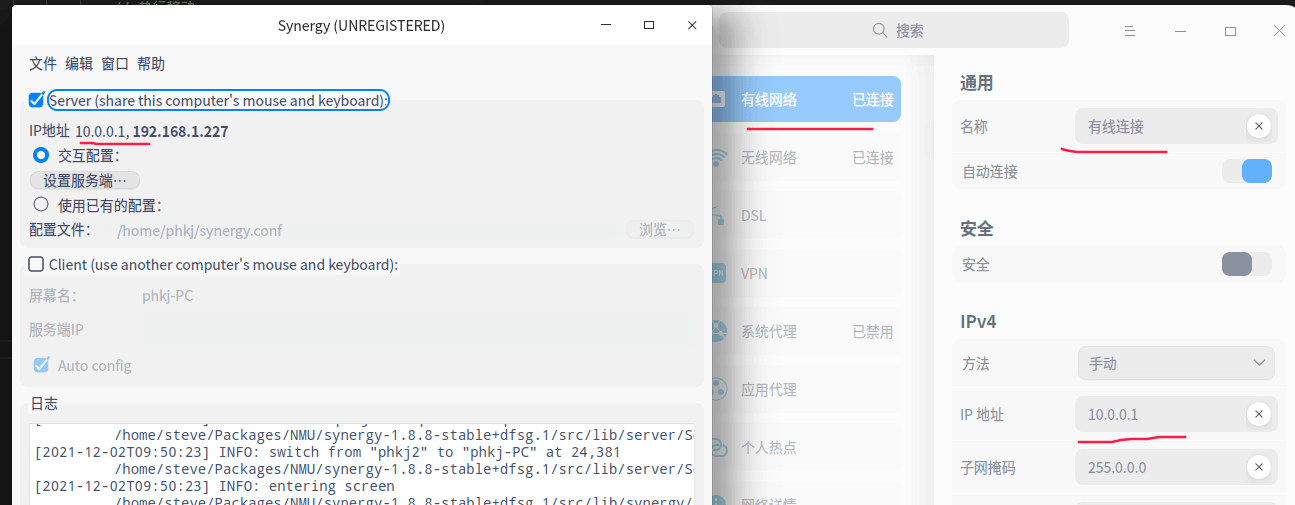 // 执行移动
Synergy (UNREGISTERED)
文件 编辑 窗口 帮助
Server (share this computer's mouse and keyboard):
IP地址 10.0.0.1, 192.168.1.227
交互配置：
设置服务端…
使用已有的配置：
配置文件： /home/phkj/synergy.conf 浏览…
Client (use another computer's mouse and keyboard):
屏幕名： phkj-PC
服务端IP
Auto config
日志
/home/steve/Packages/NMU/synergy-1.8.8-stable+dfsg.1/src/lib/server/S
[2021-12-02T09:50:23] INFO: switch from "phkj2" to "phkj-PC" at 24,381
/home/steve/Packages/NMU/synergy-1.8.8-stable+dfsg.1/src/lib/server/S
[2021-12-02T09:50:23] INFO: entering screen
/home/steve/Packages/NMU/synergy-1.8.8-stable+dfsg.1/src/lib/synergy/
搜索
有线网络 已连接
无线网络 已连接
DSL
VPN
系统代理 已禁用
应用代理
个人热点
网络详情
通用
名称 有线连接
自动连接
安全
安全
IPv4
方法 手动
IP 地址 10.0.0.1
子网掩码 255.0.0.0